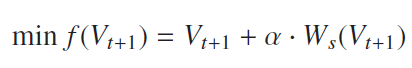 min f(V_{t+1}) = V_{t+1} + α · W_s(V_{t+1})